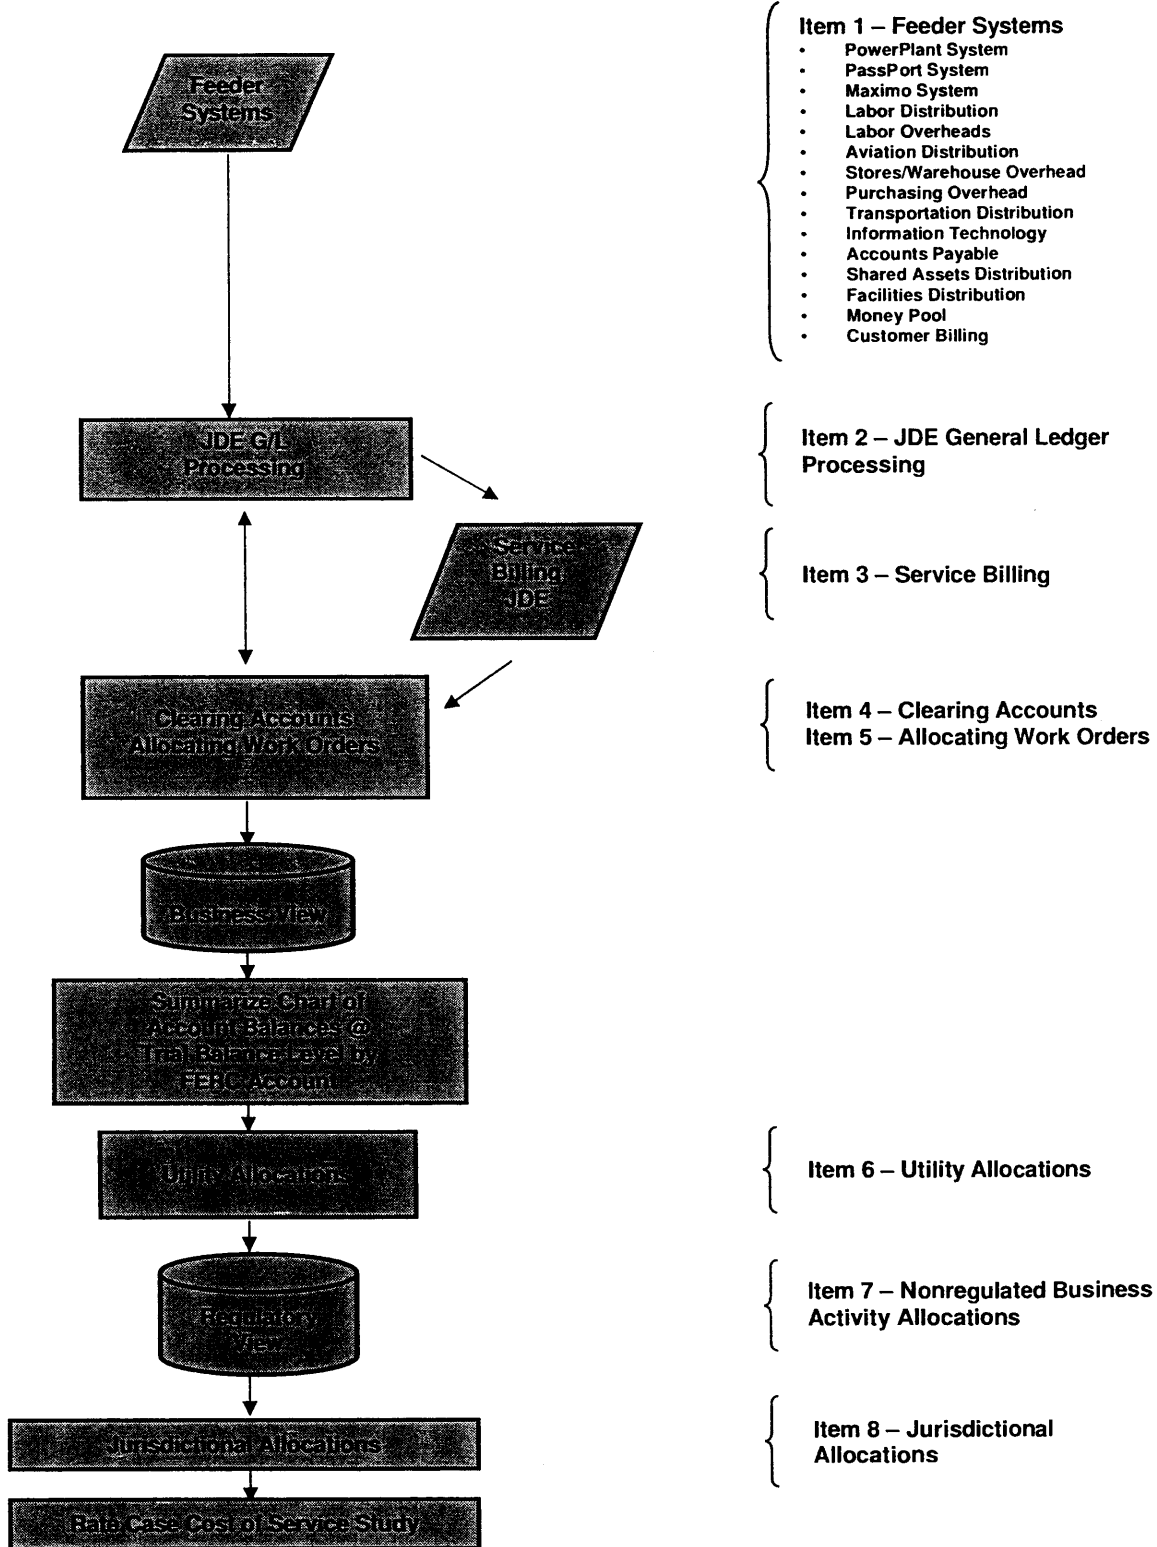 Feeder
Systems
JDE G/L
Processing
Service
Billing
JDE
Clearing Accounts
Allocating Work Orders
Business View
Summarize Chart of
Account Balances @
Trial Balance Level by
FERC Account
Utility Allocations
Regulatory
View
Jurisdictional Allocations
Rate Case Cost of Service Study
Item 1 – Feeder Systems
• PowerPlant System
• PassPort System
• Maximo System
• Labor Distribution
• Labor Overheads
• Aviation Distribution
• Stores/Warehouse Overhead
• Purchasing Overhead
• Transportation Distribution
• Information Technology
• Accounts Payable
• Shared Assets Distribution
• Facilities Distribution
• Money Pool
• Customer Billing
Item 2 – JDE General Ledger
Processing
Item 3 – Service Billing
Item 4 – Clearing Accounts
Item 5 – Allocating Work Orders
Item 6 – Utility Allocations
Item 7 – Nonregulated Business
Activity Allocations
Item 8 – Jurisdictional
Allocations